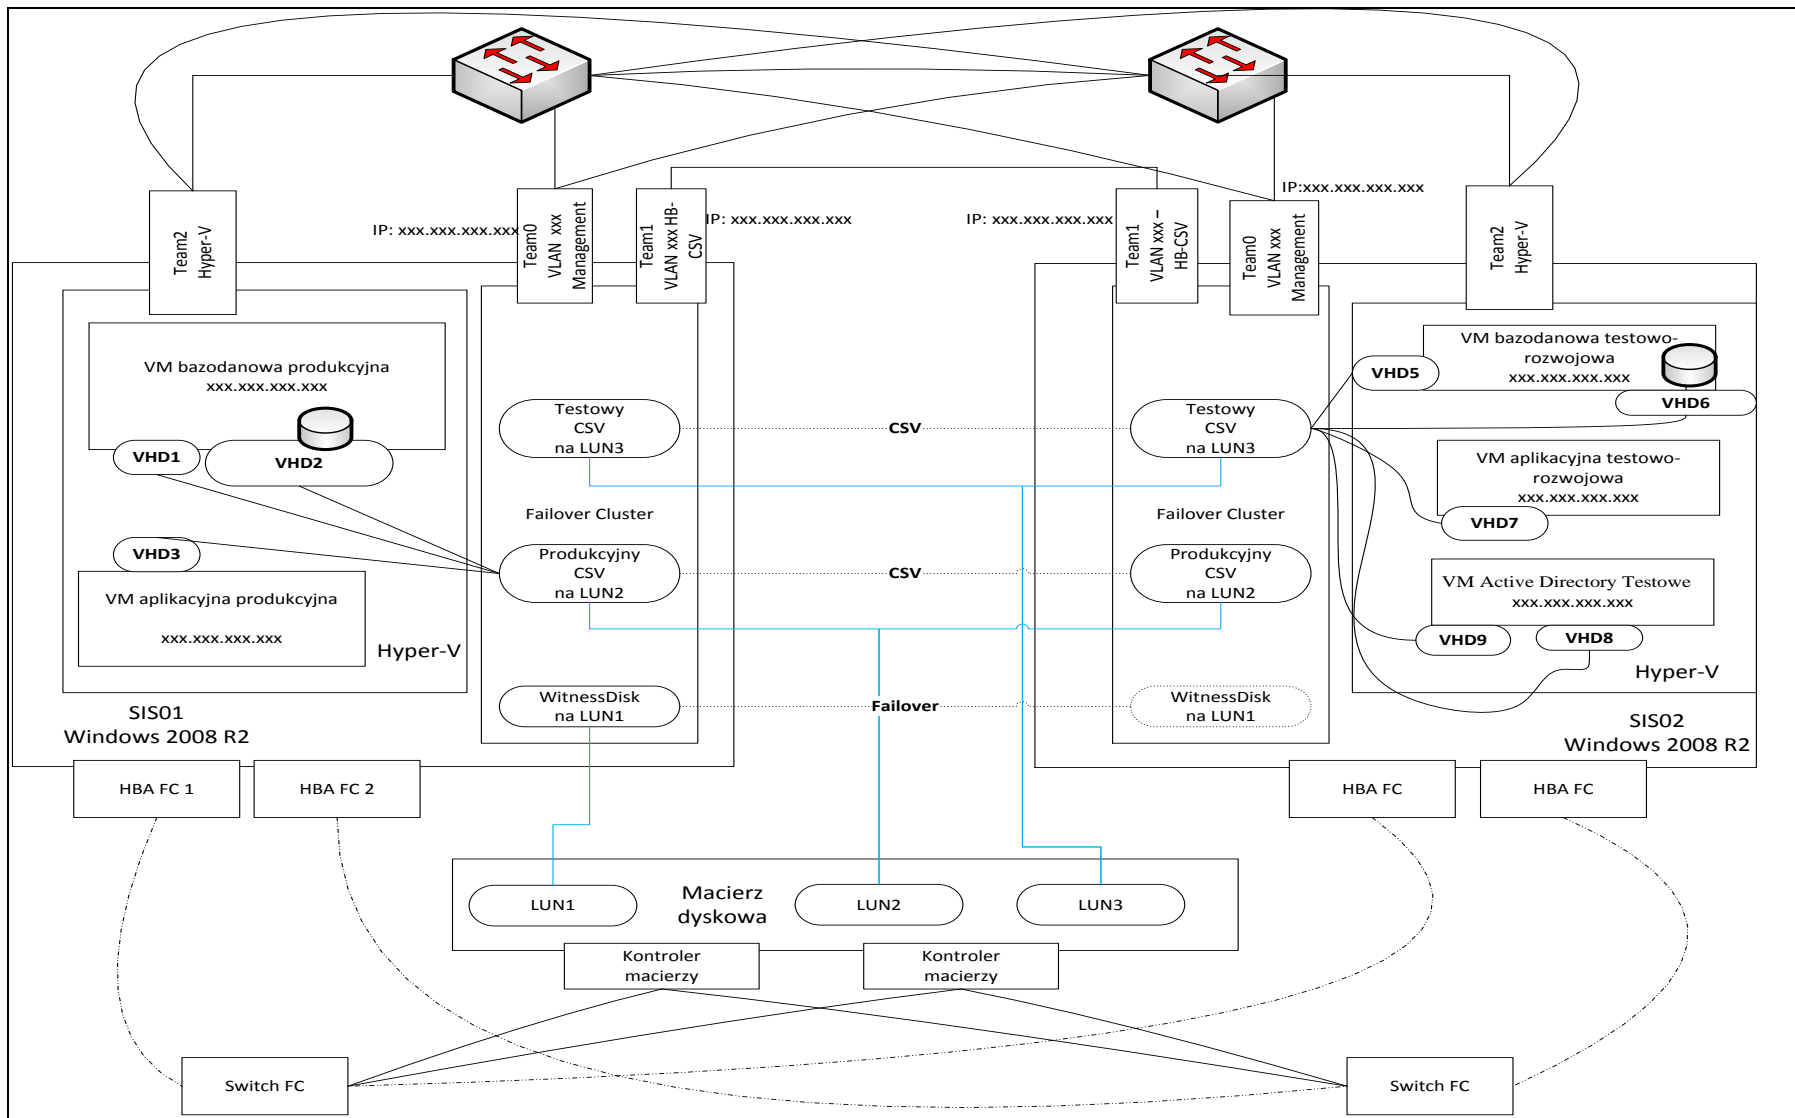 IP: xxx.xxx.xxx.xxx
IP: xxx.xxx.xxx.xxx
IP: xxx.xxx.xxx.xxx
IP:xxx.xxx.xxx.xxx
Team2
Hyper-V
Team0
VLAN xxx
Management
Team1
VLAN xxx HB-
CSV
Team1
VLAN xxx –
HB-CSV
Team0
VLAN xxx
Management
Team2
Hyper-V
VM bazodanowa produkcyjna
xxx.xxx.xxx.xxx
VHD1
VHD2
VHD3
VM aplikacyjna produkcyjna
xxx.xxx.xxx.xxx
Hyper-V
SIS01
Windows 2008 R2
Testowy
CSV
na LUN3
Failover Cluster
Produkcyjny
CSV
na LUN2
WitnessDisk
na LUN1
CSV
CSV
Failover
Testowy
CSV
na LUN3
Failover Cluster
Produkcyjny
CSV
na LUN2
WitnessDisk
na LUN1
VM bazodanowa testowo-
rozwojowa
xxx.xxx.xxx.xxx
VHD5
VHD6
VM aplikacyjna testowo-
rozwojowa
xxx.xxx.xxx.xxx
VHD7
VM Active Directory Testowe
xxx.xxx.xxx.xxx
VHD9
VHD8
Hyper-V
SIS02
Windows 2008 R2
HBA FC 1
HBA FC 2
HBA FC
HBA FC
LUN1
Macierz
dyskowa
LUN2
LUN3
Kontroler
macierzy
Kontroler
macierzy
Switch FC
Switch FC